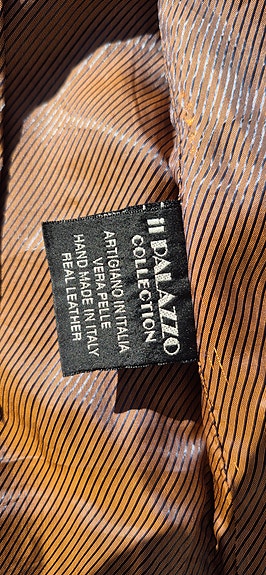 Il PALAZZO
COLLECTION
ARTIGIANO IN ITALIA
VERA PELLE
HAND MADE IN ITALY
REAL LEATHER